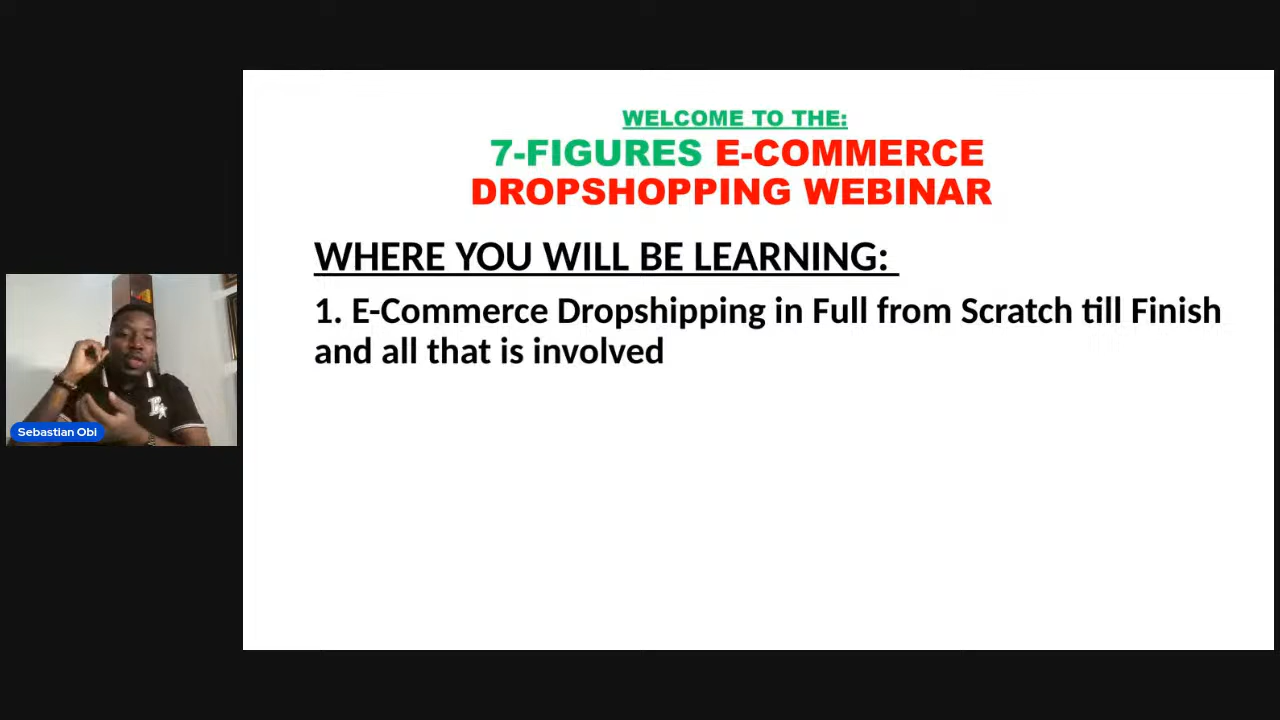 WELCOME TO THE:
7-FIGURES E-COMMERCE
DROPSHOPPING WEBINAR
WHERE YOU WILL BE LEARNING:
1. E-Commerce Dropshipping in Full from Scratch till Finish
and all that is involved
Sebastian Obi